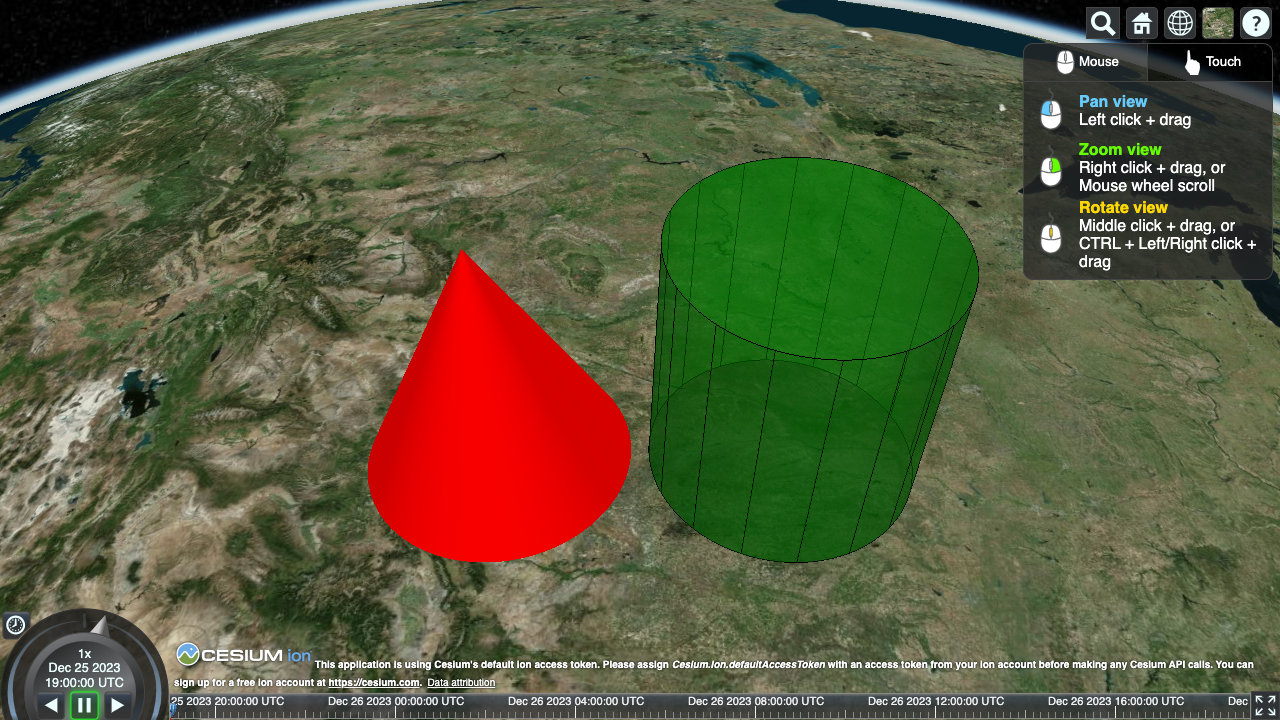 Mouse
Touch
Pan view
Left click + drag
Zoom view
Right click + drag, or
Mouse wheel scroll
Rotate view
Middle click + drag, or
CTRL + Left/Right click +
drag
1x
Dec 25 2023
19:00:00 UTC
CESIUM ion This application is using Cesium's default ion access token. Please assign Cesium.Ion.defaultAccessToken with an access token from your ion account before making any Cesium API calls. You can
sign up for a free ion account at https://cesium.com. Data attribution
25 2023 20:00:00 UTC Dec 26 2023 00:00:00 UTC Dec 26 2023 04:00:00 UTC Dec 26 2023 08:00:00 UTC Dec 26 2023 12:00:00 UTC Dec 26 2023 16:00:00 UTC Dec